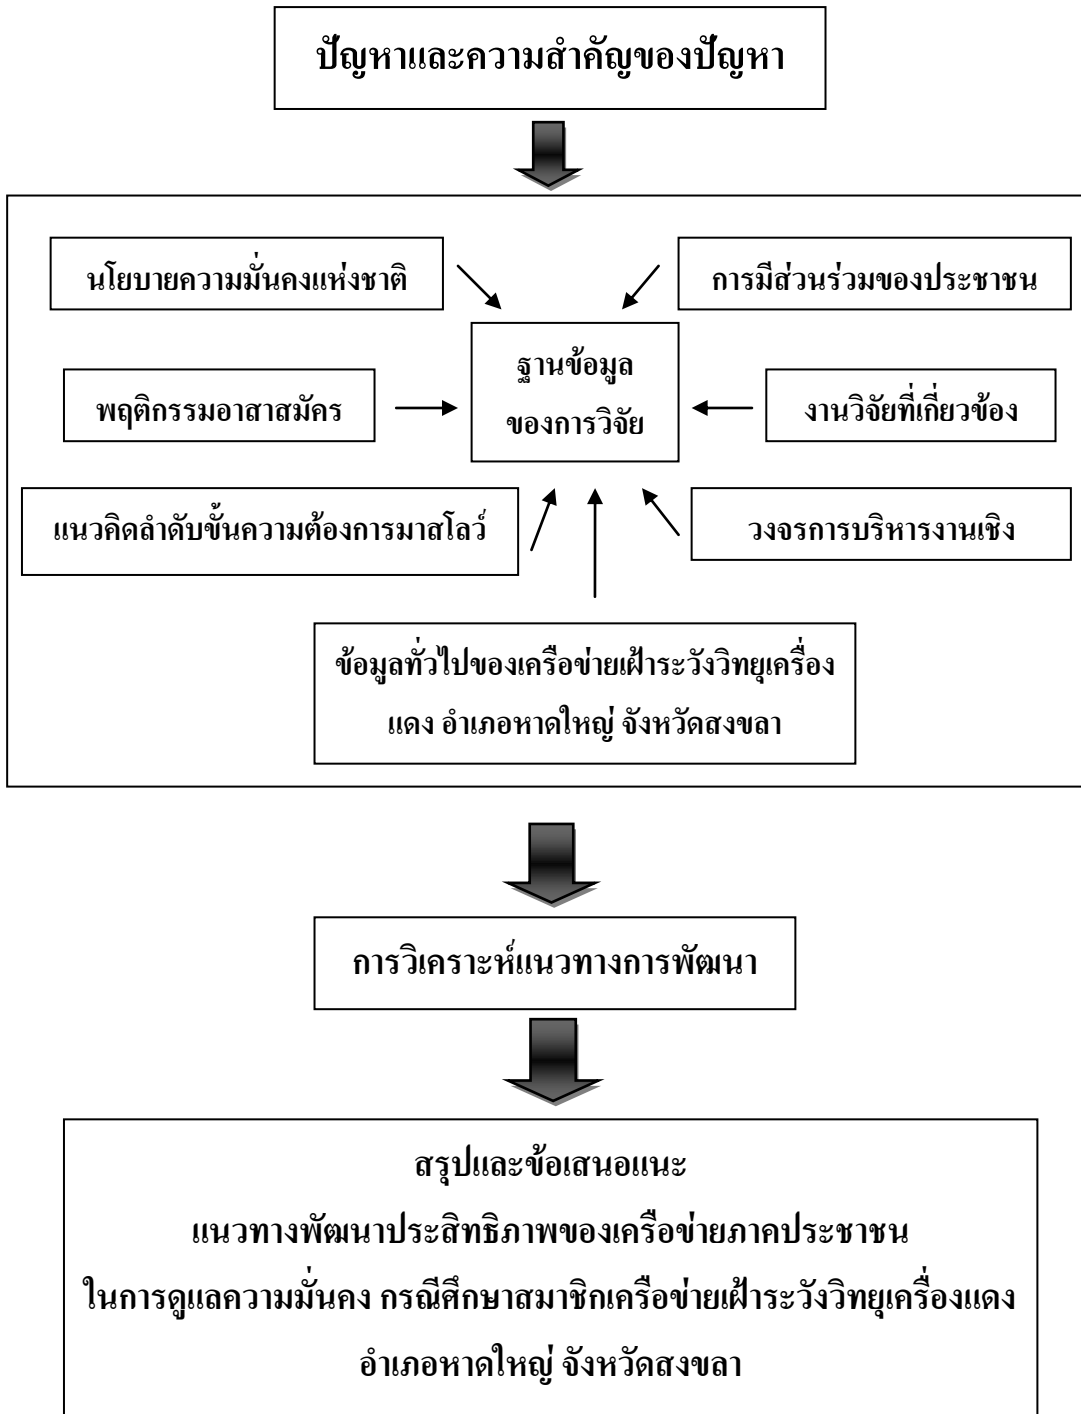 ปัญหาและความสำคัญของปัญหา
นโยบายความมั่นคงแห่งชาติ
การมีส่วนร่วมของประชาชน
ฐานข้อมูล
ของการวิจัย
พฤติกรรมอาสาสมัคร
งานวิจัยที่เกี่ยวข้อง
แนวคิดลำดับขั้นความต้องการมาสโลว์
วงจรการบริหารงานเชิง
ข้อมูลทั่วไปของเครือข่ายเฝ้าระวังวิทยุเครื่อง
แดง อำเภอหาดใหญ่ จังหวัดสงขลา
การวิเคราะห์แนวทางการพัฒนา
สรุปและข้อเสนอแนะ
แนวทางพัฒนาประสิทธิภาพของเครือข่ายภาคประชาชน
ในการดูแลความมั่นคง กรณีศึกษาสมาชิกเครือข่ายเฝ้าระวังวิทยุเครื่องแดง
อำเภอหาดใหญ่ จังหวัดสงขลา